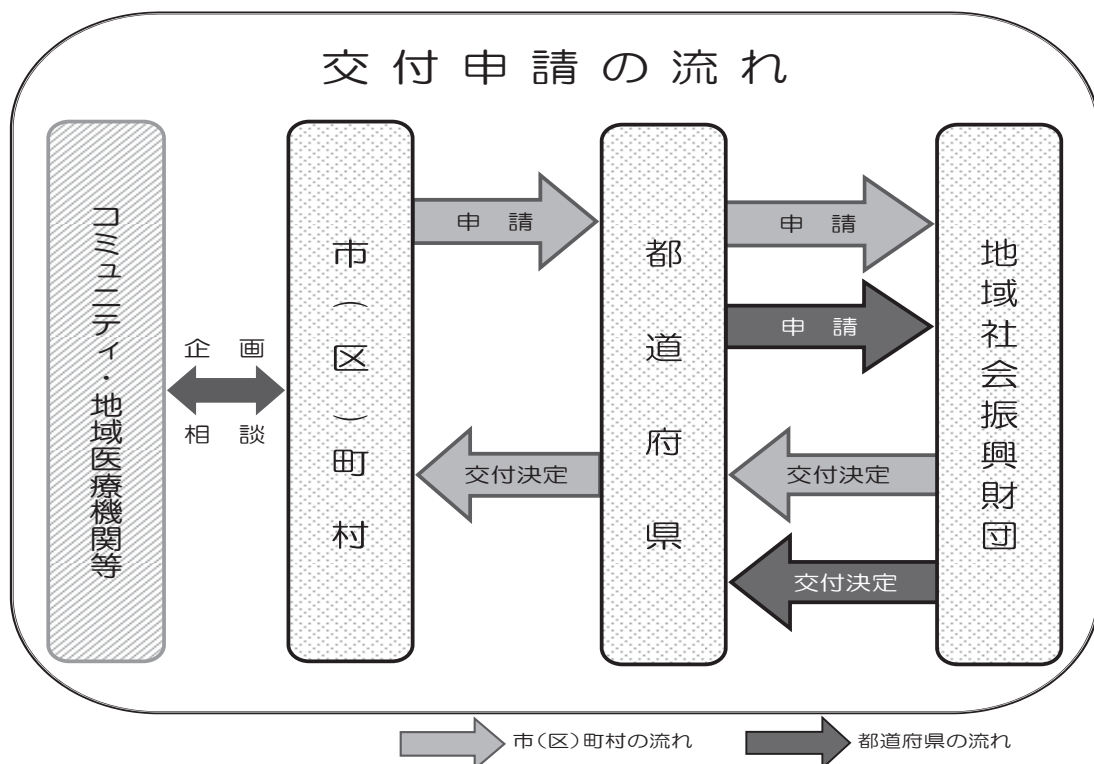 交付申請の流れ
コミュニティ・地域医療機関等
企画
相談
市(区)町村
申請
交付決定
都道府県
申請
申請
交付決定
交付決定
地域社会振興財団
市(区)町村の流れ
都道府県の流れ